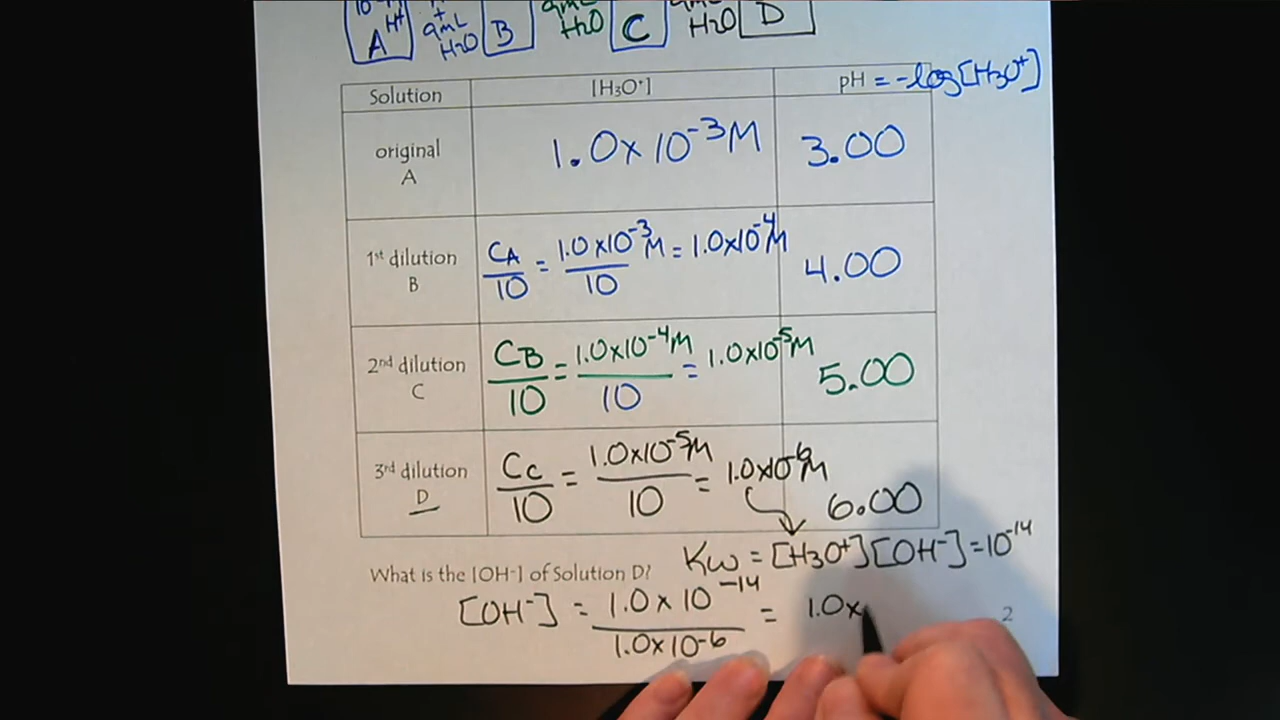 H+ A
+ 9mL H2O B
H2O C
H2O D
Solution [H3O+] pH = -log[H3O+]
original A 1.0x10-3M 3.00
1st dilution B CA/10 = 1.0x10-3M/10 = 1.0x10-4M 4.00
2nd dilution C CB/10 = 1.0x10-4M/10 = 1.0x10-5M 5.00
3rd dilution D CC/10 = 1.0x10-5M/10 = 1.0x10-6M 6.00
Kw = [H3O+][OH-] = 10-14
What is the [OH-] of Solution D?
[OH-] = 1.0x10-14/1.0x10-6 = 1.0x
2